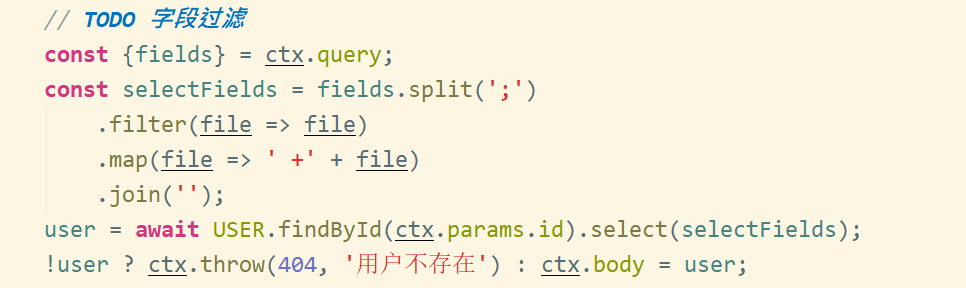 // TODO 字段过滤
const {fields} = ctx.query;
const selectFields = fields.split(';')
.filter(file => file)
.map(file => ' +' + file)
.join('');
user = await USER.findById(ctx.params.id).select(selectFields);
!user ? ctx.throw(404, '用户不存在') : ctx.body = user;